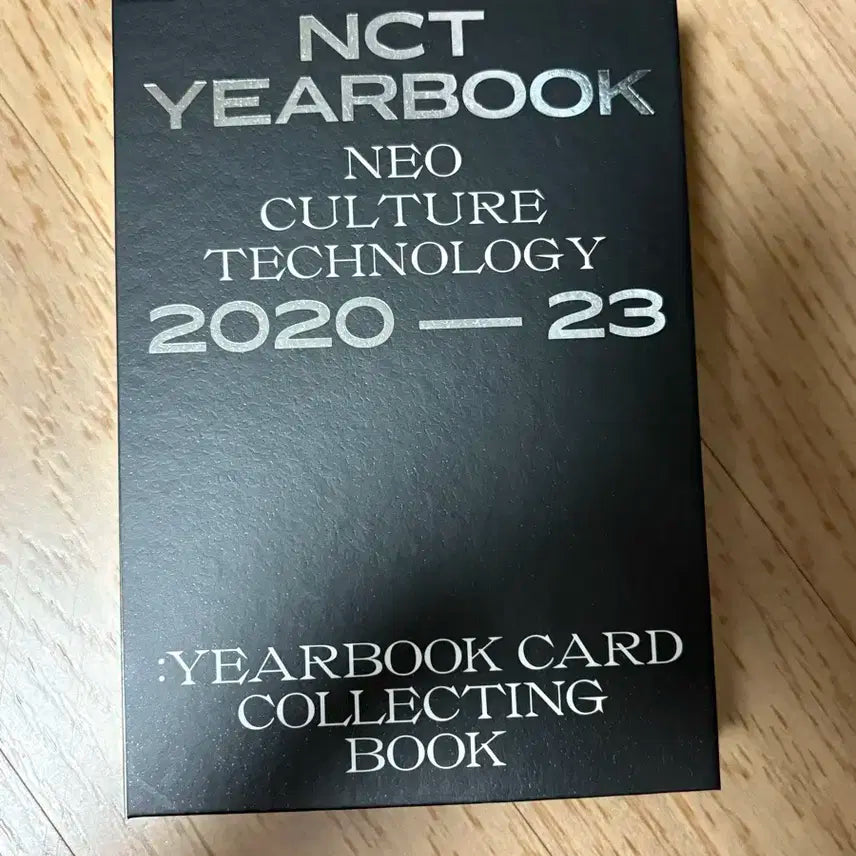 NCT
YEARBOOK
NEO
CULTURE
TECHNOLOGY
2020 — 23
:YEARBOOK CARD
COLLECTING
BOOK